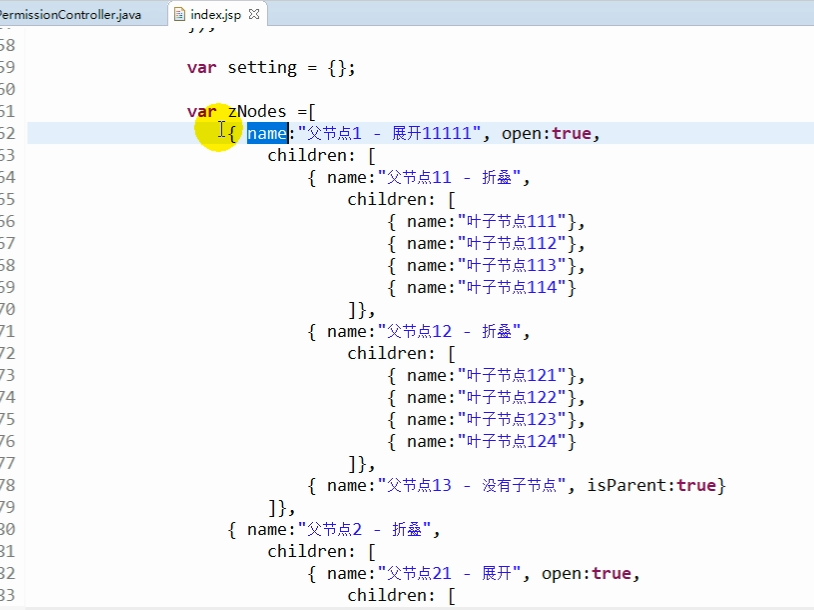 PermissionController.java index.jsp
58 });
59 var setting = {};
60
61 var zNodes =[
62 { name:"父节点1 - 展开11111", open:true,
63 children: [
64 { name:"父节点11 - 折叠",
65 children: [
66 { name:"叶子节点111"},
67 { name:"叶子节点112"},
68 { name:"叶子节点113"},
69 { name:"叶子节点114"}
70 ]},
71 { name:"父节点12 - 折叠",
72 children: [
73 { name:"叶子节点121"},
74 { name:"叶子节点122"},
75 { name:"叶子节点123"},
76 { name:"叶子节点124"}
77 ]},
78 { name:"父节点13 - 没有子节点", isParent:true}
79 ]},
80 { name:"父节点2 - 折叠",
81 children: [
82 { name:"父节点21 - 展开", open:true,
83 children: [